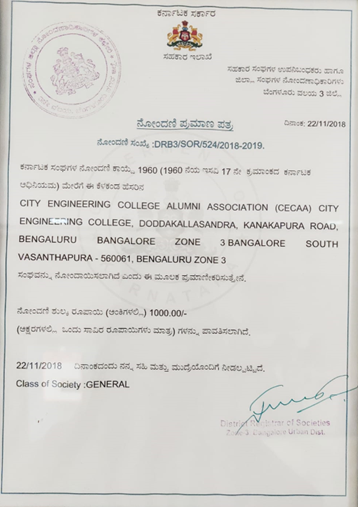 ಕರ್ನಾಟಕ ಸರ್ಕಾರ
ಸಹಕಾರ ಇಲಾಖೆ
ಸಹಕಾರ ಸಂಘಗಳ ಉಪನಿಬಂಧಕರು ಹಾಗೂ
ಜಿಲ್ಲಾ ಸಂಘಗಳ ನೋಂದಣಾಧಿಕಾರಿಗಳು
ಬೆಂಗಳೂರು ವಲಯ 3 ಜಿಲ್ಲೆ
ನೋಂದಣಿ ಪ್ರಮಾಣ ಪತ್ರ
ದಿನಾಂಕ: 22/11/2018
ನೋಂದಣಿ ಸಂಖ್ಯೆ :DRB3/SOR/524/2018-2019.
ಕರ್ನಾಟಕ ಸಂಘಗಳ ನೋಂದಣಿ ಕಾಯ್ದೆ 1960 (1960 ನೆಯ ಇಸವಿ 17 ನೇ ಕ್ರಮಾಂಕದ ಕರ್ನಾಟಕ
ಅಧಿನಿಯಮ) ಮೇರೆಗೆ ಈ ಕೆಳಕಂಡ ಹೆಸರಿನ
CITY ENGINEERING COLLEGE ALUMNI ASSOCIATION (CECAA) CITY
ENGINEERING COLLEGE, DODDAKALLASANDRA, KANAKAPURA ROAD,
BENGALURU BANGALORE ZONE 3 BANGALORE SOUTH
VASANTHAPURA - 560061, BENGALURU ZONE 3
ಸಂಘವನ್ನು ನೋಂದಾಯಿಸಲಾಗಿದೆ ಎಂದು ಈ ಮೂಲಕ ಪ್ರಮಾಣೀಕರಿಸುತ್ತೇನೆ.
ನೋಂದಣಿ ಶುಲ್ಕ ರೂಪಾಯಿ (ಅಂಕಿಗಳಲ್ಲಿ..) 1000.00/-
(ಅಕ್ಷರಗಳಲ್ಲಿ... ಒಂದು ಸಾವಿರ ರೂಪಾಯಿಗಳು ಮಾತ್ರ) ಗಳನ್ನು ಪಾವತಿಸಲಾಗಿದೆ.
22/11/2018 ದಿನಾಂಕದಂದು ನನ್ನ ಸಹಿ ಮತ್ತು ಮುದ್ರೆಯೊಂದಿಗೆ ನೀಡಲ್ಪಟ್ಟಿದೆ.
Class of Society :GENERAL
District Registrar of Societies
Zone-3, Bangalore Urban Dist.